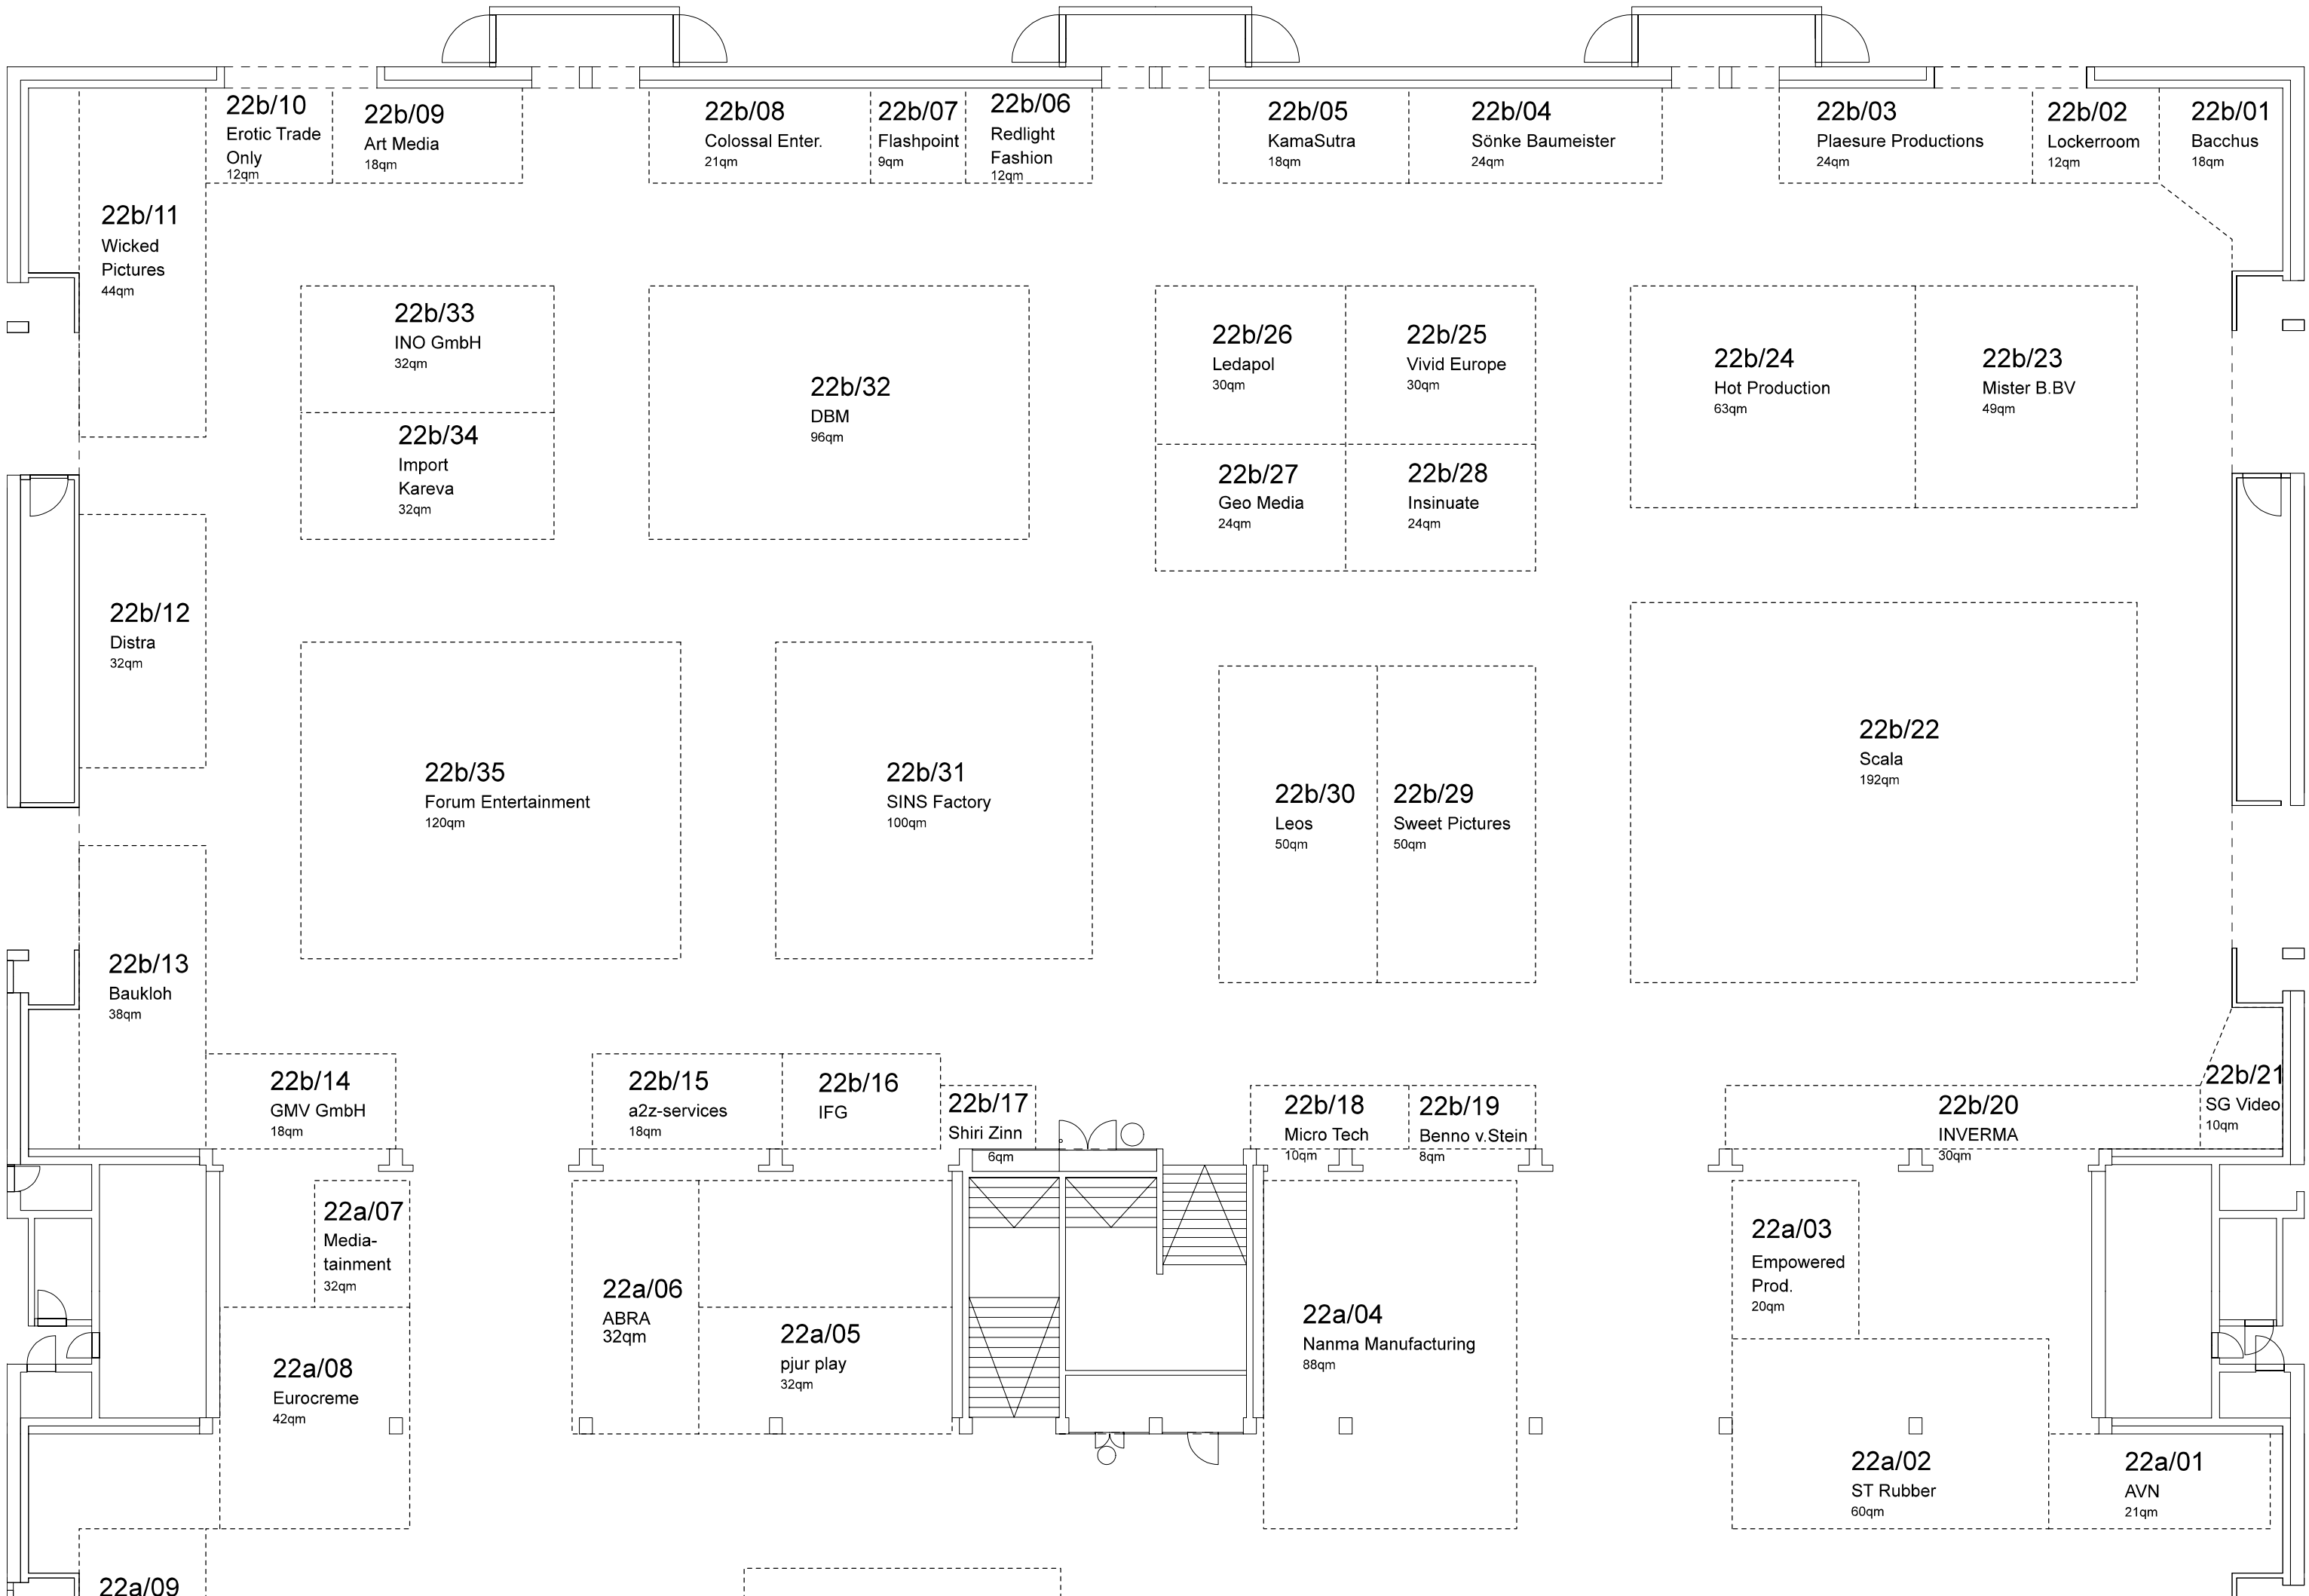 22b/10
Erotic Trade
Only
12qm
22b/09
Art Media
18qm
22b/08
Colossal Enter.
21qm
22b/07
Flashpoint
9qm
22b/06
Redlight
Fashion
12qm
22b/05
KamaSutra
18qm
22b/04
Sönke Baumeister
24qm
22b/03
Plaesure Productions
24qm
22b/02
Lockerroom
12qm
22b/01
Bacchus
18qm
22b/11
Wicked
Pictures
44qm
22b/33
INO GmbH
32qm
22b/34
Import
Kareva
32qm
22b/32
DBM
96qm
22b/26
Ledapol
30qm
22b/25
Vivid Europe
30qm
22b/27
Geo Media
24qm
22b/28
Insinuate
24qm
22b/24
Hot Production
63qm
22b/23
Mister B.BV
49qm
22b/12
Distra
32qm
22b/35
Forum Entertainment
120qm
22b/31
SINS Factory
100qm
22b/30
Leos
50qm
22b/29
Sweet Pictures
50qm
22b/22
Scala
192qm
22b/13
Baukloh
38qm
22b/14
GMV GmbH
18qm
22b/15
a2z-services
18qm
22b/16
IFG
22b/17
Shiri Zinn
6qm
22b/18
Micro Tech
10qm
22b/19
Benno v.Stein
8qm
22b/20
INVERMA
30qm
22b/21
SG Video
10qm
22a/07
Media-
tainment
32qm
22a/08
Eurocreme
42qm
22a/06
ABRA
32qm
22a/05
pjur play
32qm
22a/04
Nanma Manufacturing
88qm
22a/03
Empowered
Prod.
20qm
22a/02
ST Rubber
60qm
22a/01
AVN
21qm
22a/09